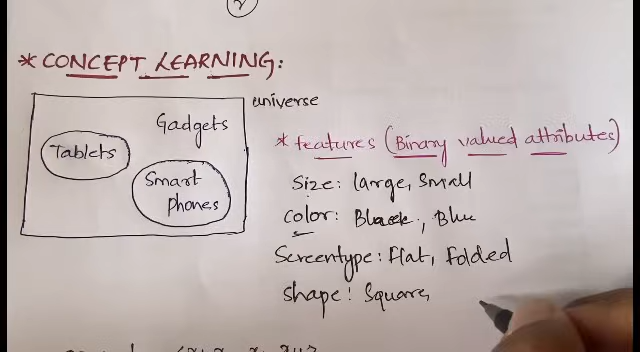 * CONCEPT LEARNING:
universe
Gadgets
Tablets
Smart
phones
* features (Binary valued attributes)
Size: large, Small
Color: Black, Blue
Screentype: Flat, Folded
Shape: Square,